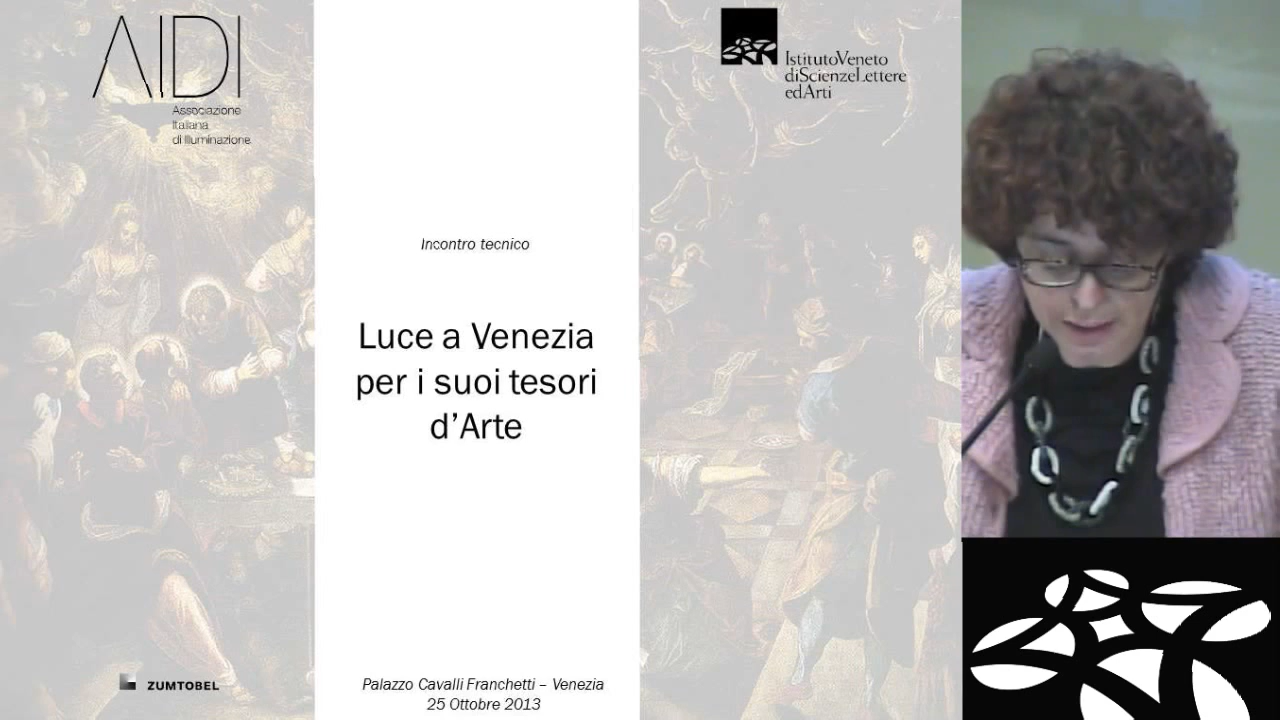 AIDI
Associazione
Italiana
di Illuminazione
IstitutoVeneto
diScienzeLettere
edArti
Incontro tecnico
Luce a Venezia
per i suoi tesori
d'Arte
ZUMTOBEL
Palazzo Cavalli Franchetti – Venezia
25 Ottobre 2013